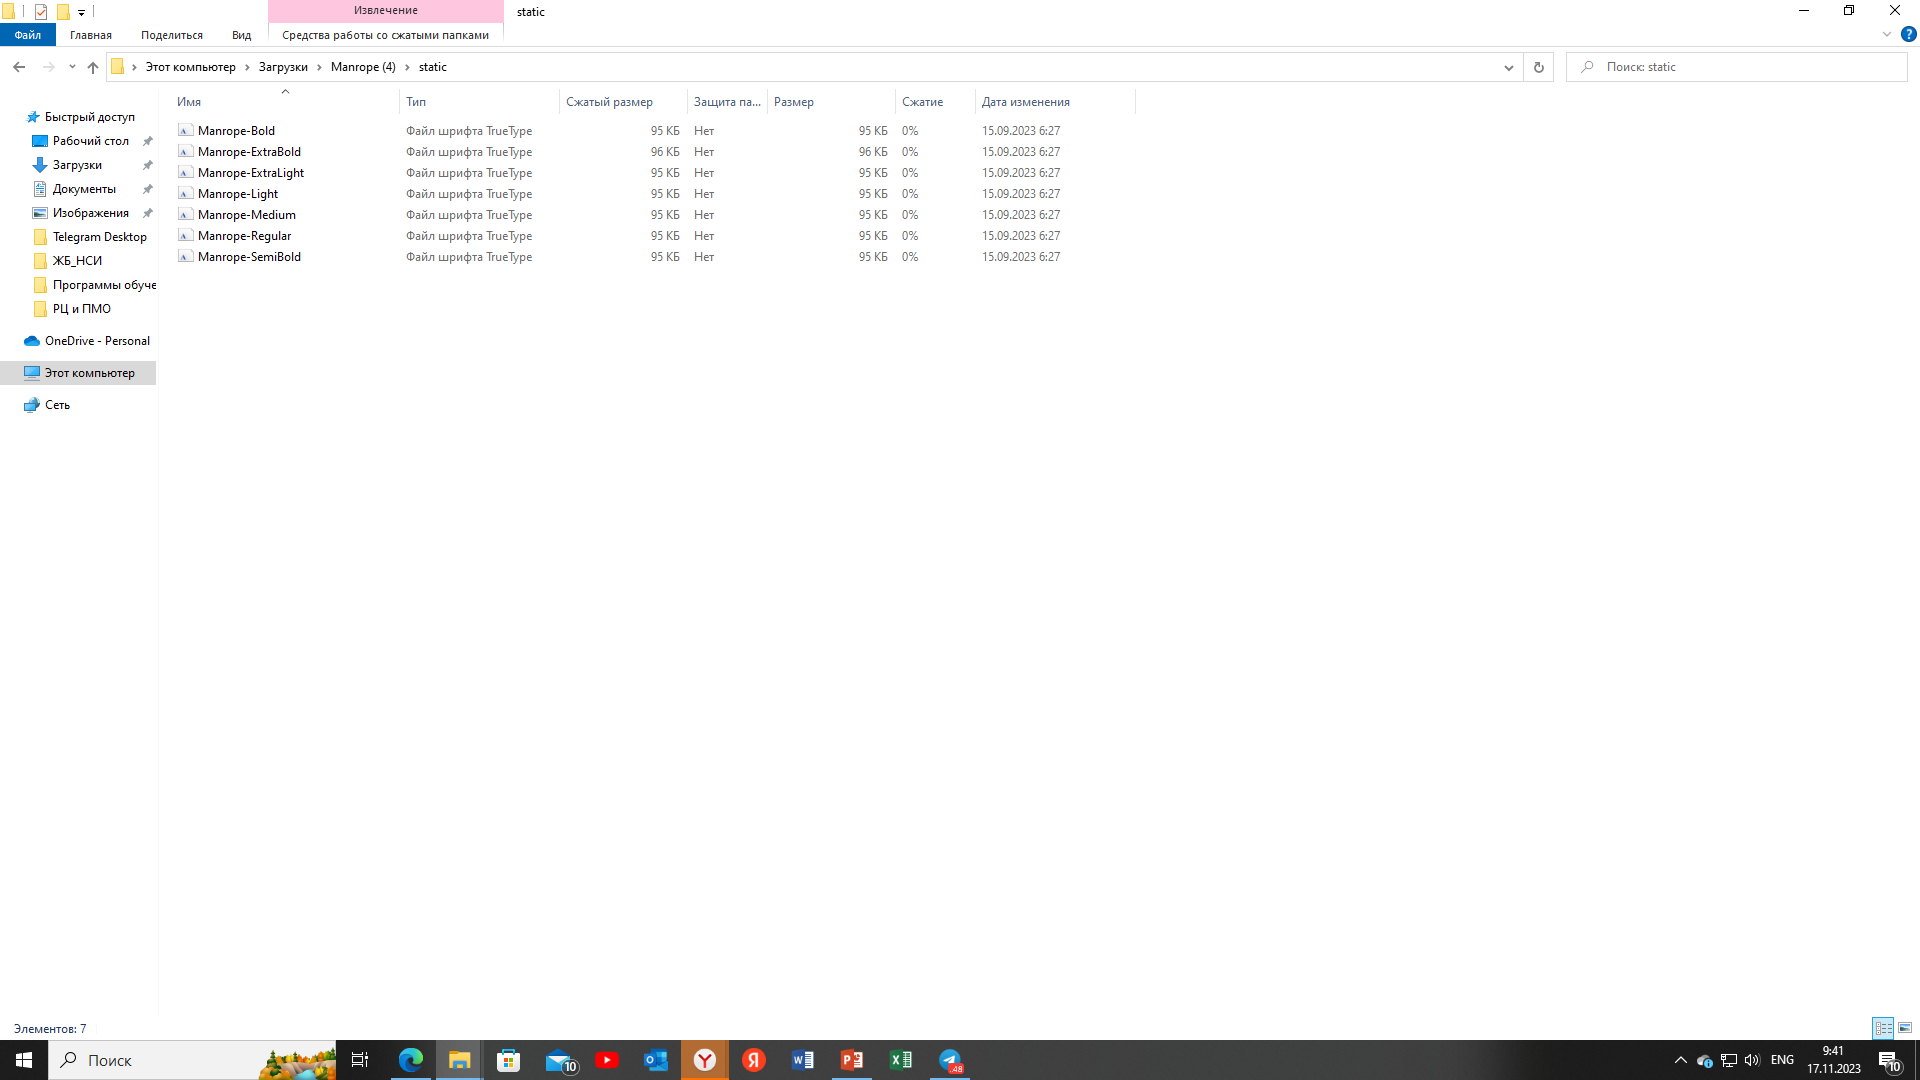 Извлечение
static
Файл
Главная
Поделиться
Вид
Средства работы со сжатыми папками
?
Этот компьютер
Загрузки
Manrope (4)
static
Поиск: static
Имя
Тип
Сжатый размер
Защита па...
Размер
Сжатие
Дата изменения
Manrope-Bold Файл шрифта TrueType 95 КБ Нет 95 КБ 0% 15.09.2023 6:27
Manrope-ExtraBold Файл шрифта TrueType 96 КБ Нет 96 КБ 0% 15.09.2023 6:27
Manrope-ExtraLight Файл шрифта TrueType 95 КБ Нет 95 КБ 0% 15.09.2023 6:27
Manrope-Light Файл шрифта TrueType 95 КБ Нет 95 КБ 0% 15.09.2023 6:27
Manrope-Medium Файл шрифта TrueType 95 КБ Нет 95 КБ 0% 15.09.2023 6:27
Manrope-Regular Файл шрифта TrueType 95 КБ Нет 95 КБ 0% 15.09.2023 6:27
Manrope-SemiBold Файл шрифта TrueType 95 КБ Нет 95 КБ 0% 15.09.2023 6:27
Быстрый доступ
Рабочий стол
Загрузки
Документы
Изображения
Telegram Desktop
ЖБ_НСИ
Программы обуче
РЦ и ПМО
OneDrive - Personal
Этот компьютер
Сеть
Элементов: 7
Поиск
10
Y
Я
48
ENG
9:41
17.11.2023
10